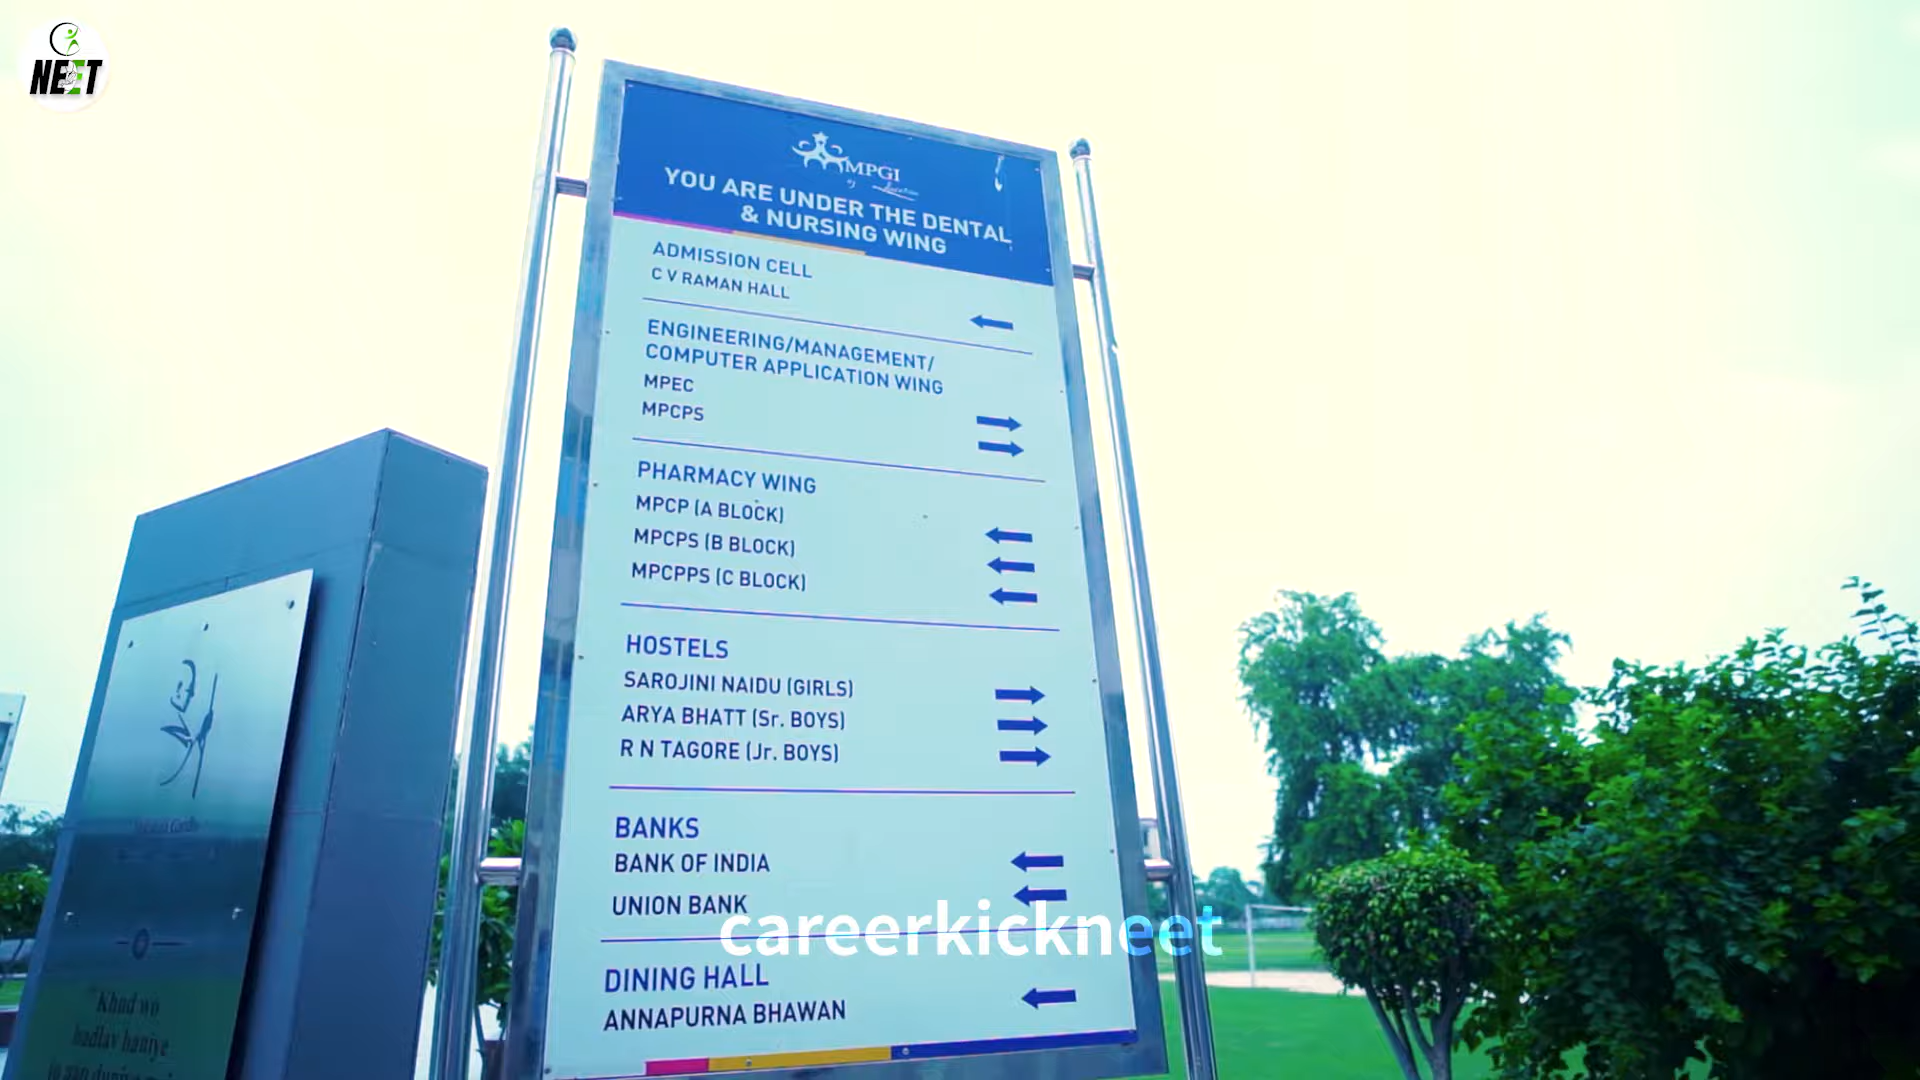 NEET
MPGI
YOU ARE UNDER THE DENTAL
& NURSING WING
ADMISSION CELL
C V RAMAN HALL
ENGINEERING/MANAGEMENT/
COMPUTER APPLICATION WING
MPEC
MPCPS
PHARMACY WING
MPCP (A BLOCK)
MPCPS (B BLOCK)
MPCPPS (C BLOCK)
HOSTELS
SAROJINI NAIDU (GIRLS)
ARYA BHATT (Sr. BOYS)
R N TAGORE (Jr. BOYS)
BANKS
BANK OF INDIA
UNION BANK
careerkickneet
DINING HALL
ANNAPURNA BHAWAN
"Khud wo
badlav baniye